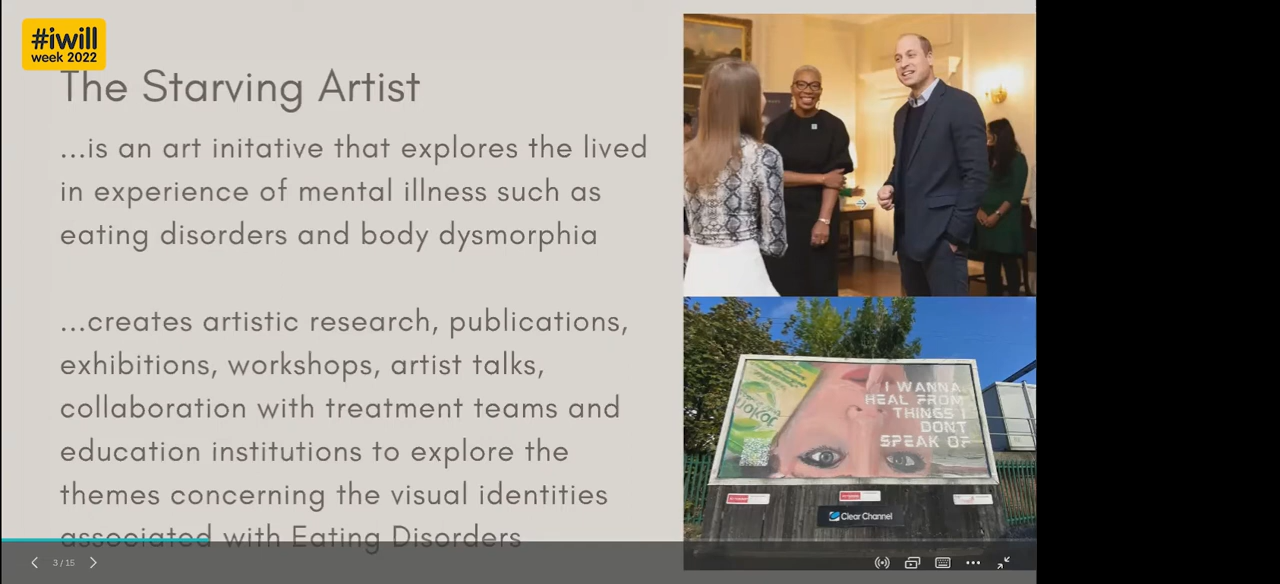 #iwill
week 2022
The Starving Artist
...is an art initative that explores the lived
in experience of mental illness such as
eating disorders and body dysmorphia
...creates artistic research, publications,
exhibitions, workshops, artist talks,
collaboration with treatment teams and
education institutions to explore the
themes concerning the visual identities
associated with Eating Disorders
I WANNA
HEAL FROM
THINGS I
DONT
SPEAK OF
Clear Channel
3 / 15